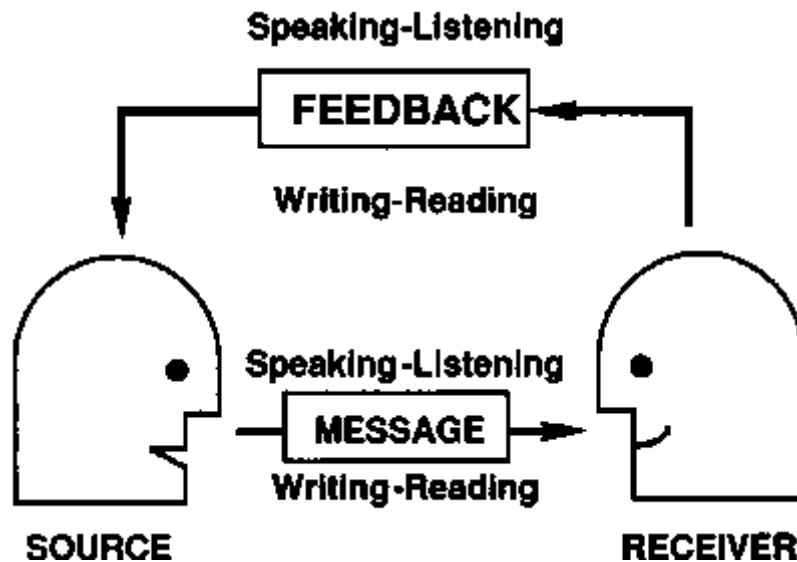 Speaking-Listening
FEEDBACK
Writing-Reading
Speaking-Listening
MESSAGE
Writing-Reading
SOURCE
RECEIVER